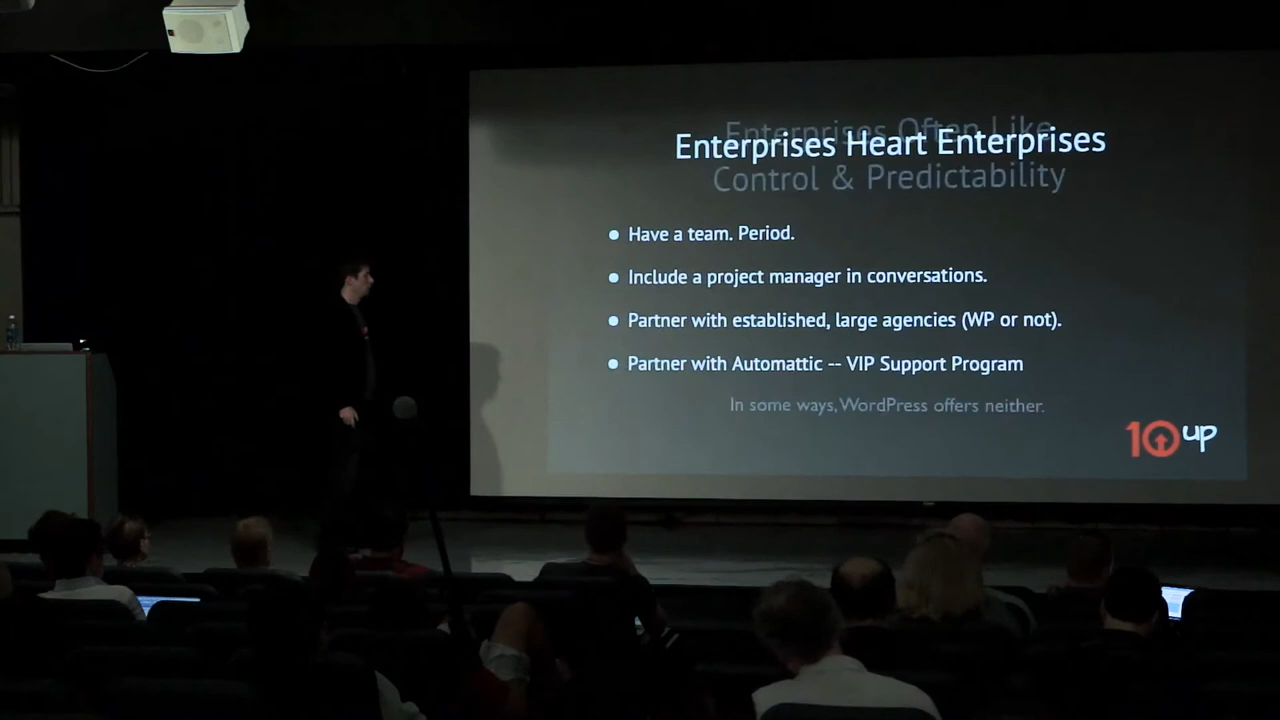 Enterprises Often Like
Enterprises Heart Enterprises
Control & Predictability
Have a team. Period.
Include a project manager in conversations.
Partner with established, large agencies (WP or not).
Partner with Automattic -- VIP Support Program
In some ways, WordPress offers neither.
10up